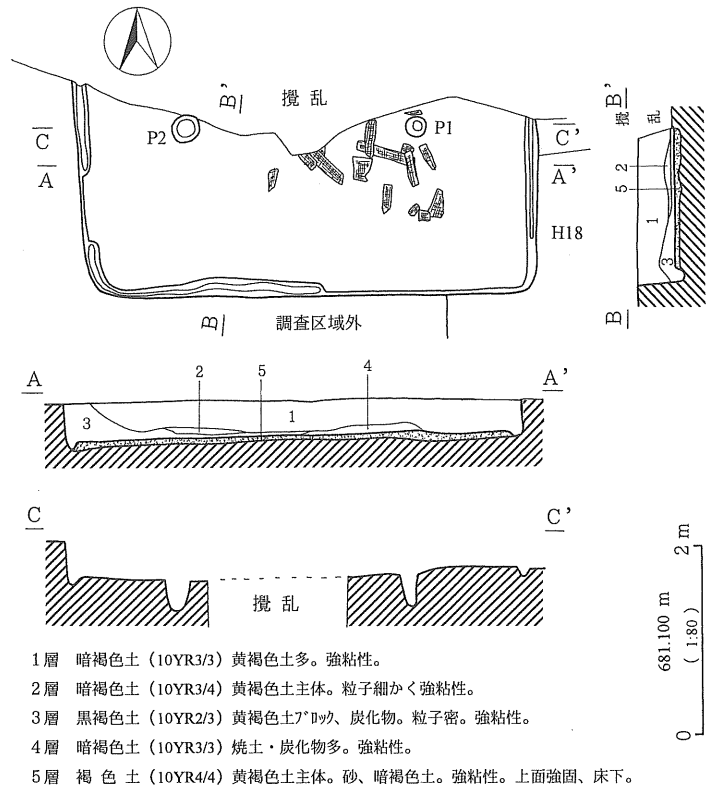 B' 攪乱
P2 P1
C C'
A A'
H18
B 調査区域外
B'
攪乱
2
5
1
3
B
A A'
2 5 4
3 1
C C'
攪乱
2 m
681.100 m
( 1:80 )
0
1層 暗褐色土(10YR3/3)黄褐色土多。強粘性。
2層 暗褐色土(10YR3/4)黄褐色土主体。粒子細かく強粘性。
3層 黒褐色土(10YR2/3)黄褐色土ﾌﾞﾛｯｸ、炭化物。粒子密。強粘性。
4層 暗褐色土(10YR3/3)焼土・炭化物多。強粘性。
5層 褐色土(10YR4/4)黄褐色土主体。砂、暗褐色土。強粘性。上面強固、床下。